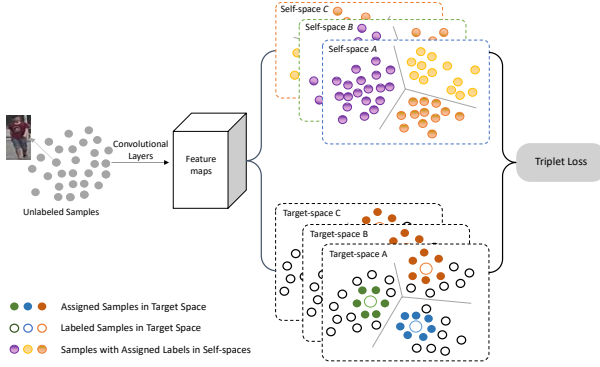 Self-space C
Self-space B
Self-space A
Convolutional
Layers
Feature
maps
Unlabeled Samples
Triplet Loss
Target-space C
Target-space B
Target-space A
Assigned Samples in Target Space
Labeled Samples in Target Space
Samples with Assigned Labels in Self-spaces